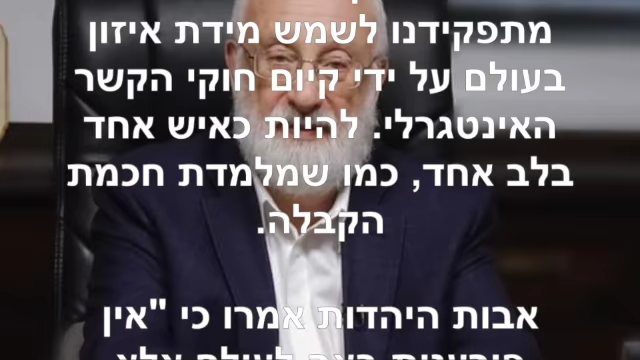 מתפקידנו לשמש מידת איזון
בעולם על ידי קיום חוקי הקשר
האינטגרלי. להיות כאיש אחד
בלב אחד, כמו שמלמדת חכמת
הקבלה.
אבות היהדות אמרו כי "אין